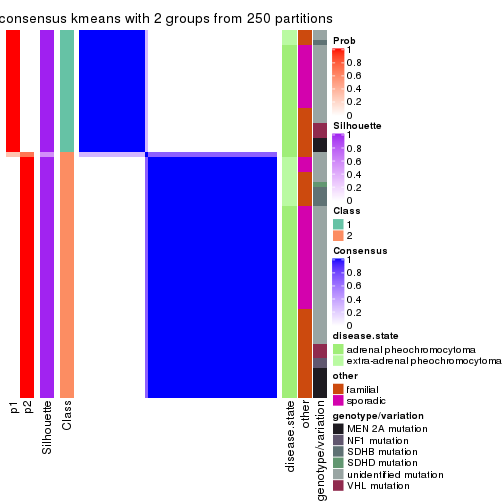 consensus kmeans with 2 groups from 250 partitions
Prob
1
0.8
0.6
0.4
0.2
0
Silhouette
1
0.8
0.6
0.4
0.2
0
Class
1
2
Consensus
1
0.8
0.6
0.4
0.2
0
disease.state
adrenal pheochromocytoma
extra-adrenal pheochromocytoma
other
familial
sporadic
genotype/variation
MEN 2A mutation
NF1 mutation
SDHB mutation
SDHD mutation
unidentified mutation
VHL mutation
p1
p2
Silhouette
Class
disease.state
other
genotype/variation